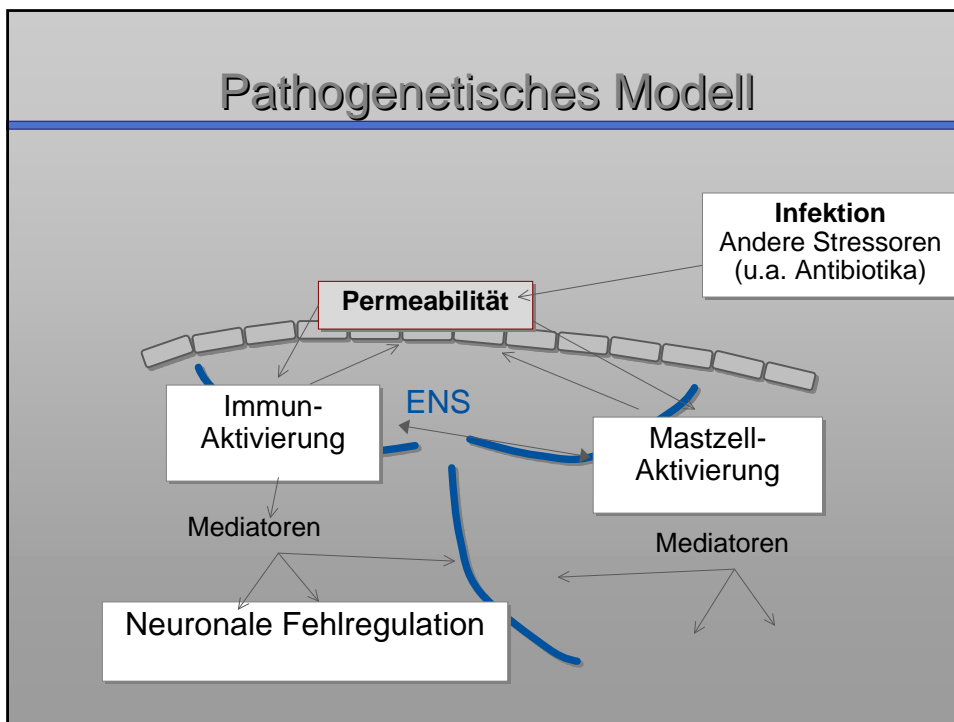 Pathogenetisches Modell
Infektion
Andere Stressoren
(u.a. Antibiotika)
Permeabilität
Immun-
Aktivierung
ENS
Mastzell-
Aktivierung
Mediatoren
Mediatoren
Neuronale Fehlregulation